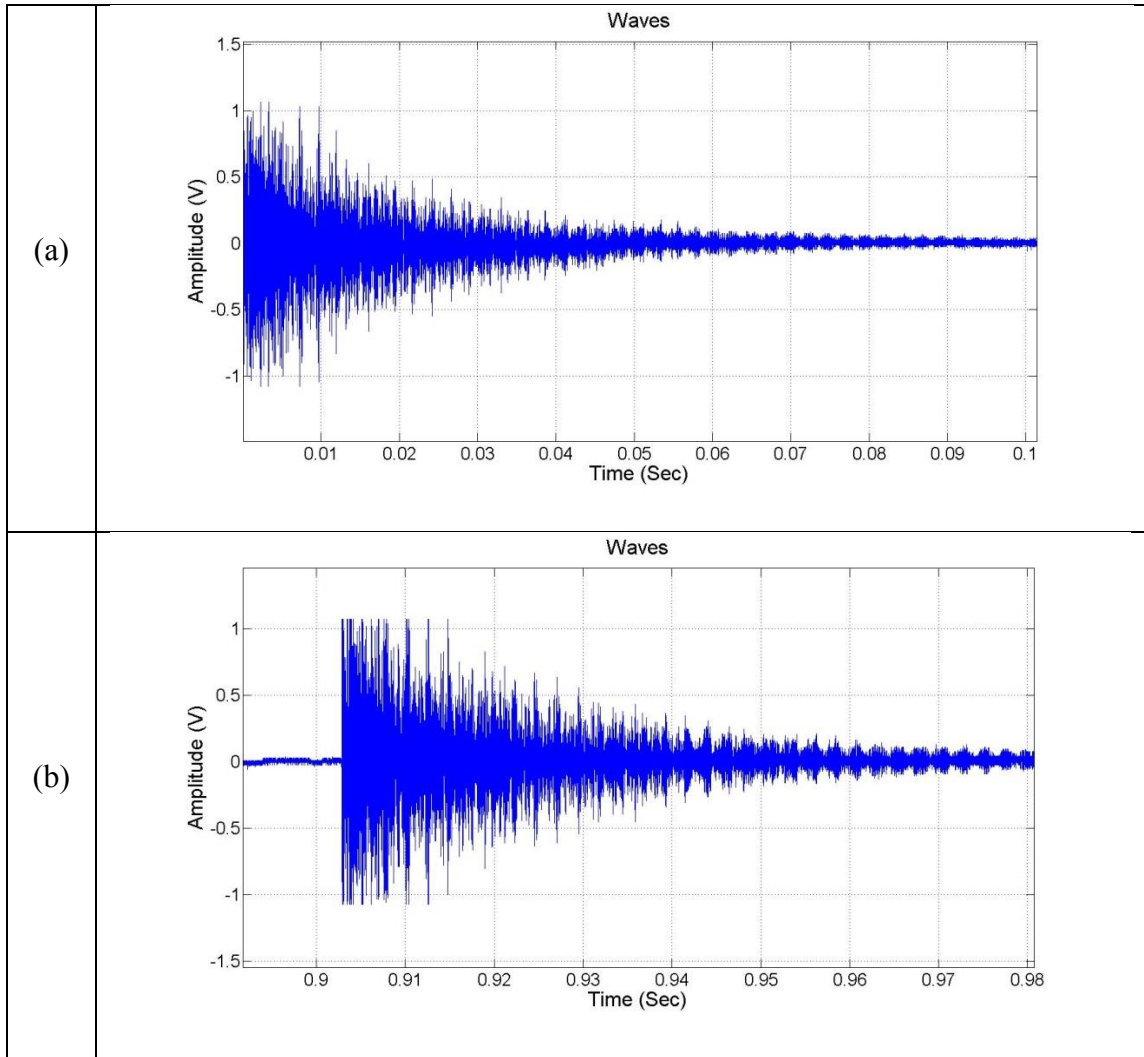 (a)
Waves
1.5
1
0.5
0
-0.5
-1
Amplitude (V)
0.01 0.02 0.03 0.04 0.05 0.06 0.07 0.08 0.09 0.1
Time (Sec)
(b)
Waves
1
0.5
0
-0.5
-1
-1.5
Amplitude (V)
0.9 0.91 0.92 0.93 0.94 0.95 0.96 0.97 0.98
Time (Sec)